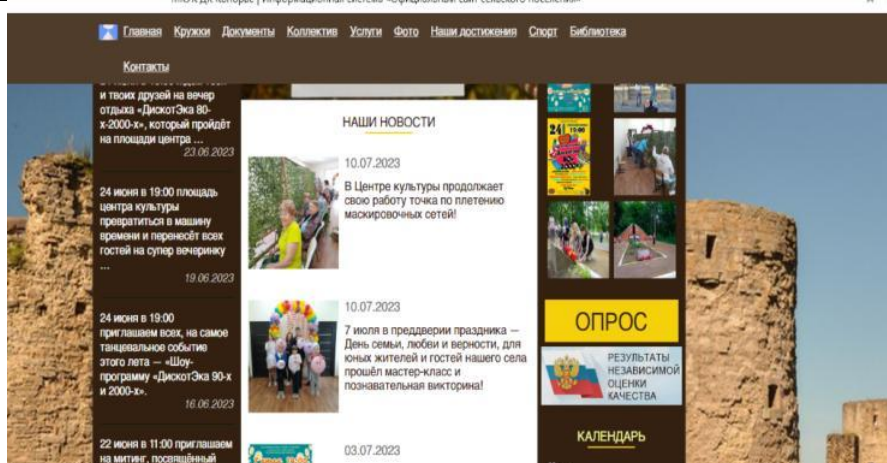 Главная Кружки Документы Коллектив Услуги Фото Наши достижения Спорт Библиотека
Контакты
и твоих друзей на вечер
отдыха «ДискотЭка 80-
х-2000-х», который пройдёт
на площади центра ...
23.06.2023
24 июня в 19:00 площадь
центра культуры
превратиться в машину
времени и перенесёт всех
гостей на супер вечеринку
...
19.06.2023
24 июня в 19:00
приглашаем всех, на самое
танцевальное событие
этого лета — «Шоу-
программу «ДискотЭка 90-х
и 2000-х».
16.06.2023
22 июня в 11:00 приглашаем
на митинг, посвящённый
НАШИ НОВОСТИ
10.07.2023
В Центре культуры продолжает
свою работу точка по плетению
маскировочных сетей!
10.07.2023
7 июля в преддверии праздника —
День семьи, любви и верности, для
юных жителей и гостей нашего села
прошёл мастер-класс и
познавательная викторина!
03.07.2023
ОПРОС
РЕЗУЛЬТАТЫ
НЕЗАВИСИМОЙ
ОЦЕНКИ
КАЧЕСТВА
КАЛЕНДАРЬ